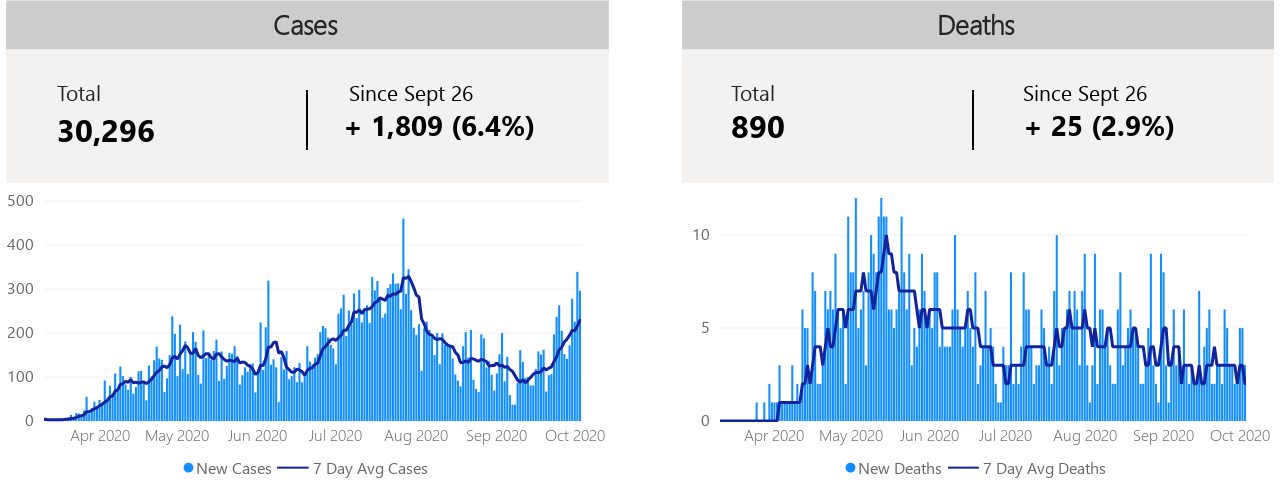 Cases
Total
Since Sept 26
30,296
+ 1,809 (6.4%)
500
400
300
200
100
0
Apr 2020 May 2020 Jun 2020 Jul 2020 Aug 2020 Sep 2020 Oct 2020
New Cases 7 Day Avg Cases
Deaths
Total
Since Sept 26
890
+ 25 (2.9%)
10
5
0
Apr 2020 May 2020 Jun 2020 Jul 2020 Aug 2020 Sep 2020 Oct 2020
New Deaths 7 Day Avg Deaths